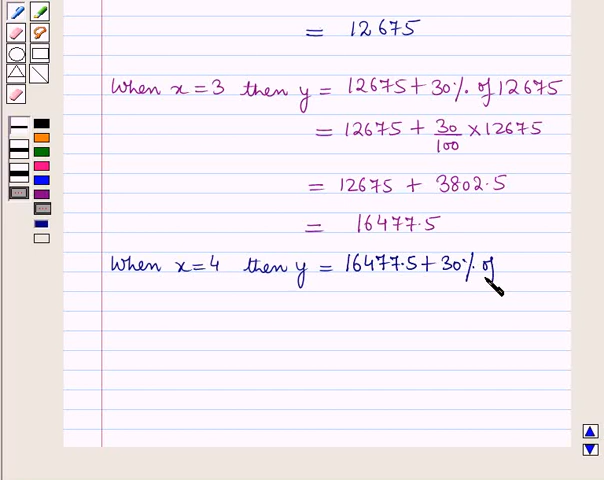 = 12675
When x = 3 then y = 12675 + 30% of 12675
= 12675 + 30/100 × 12675
= 12675 + 3802.5
= 16477.5
When x = 4 then y = 16477.5 + 30% of